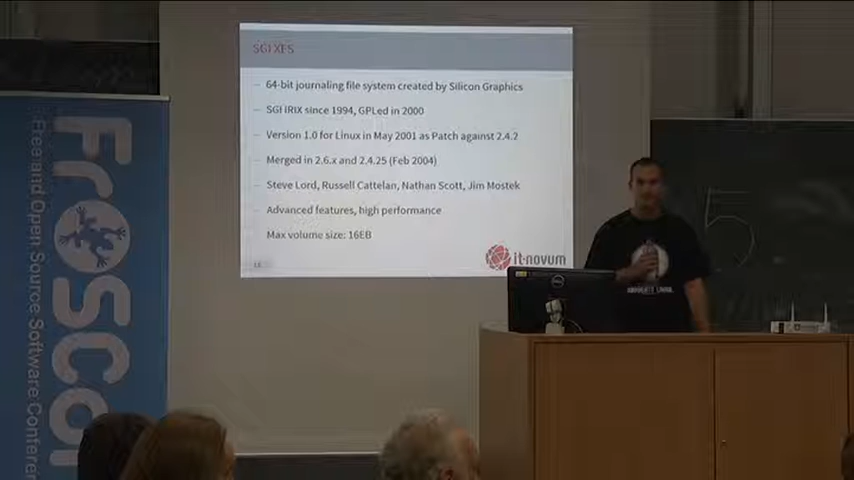 SGI XFS
– 64-bit journaling file system created by Silicon Graphics
– SGI IRIX since 1994, GPLed in 2000
– Version 1.0 for Linux in May 2001 as Patch against 2.4.2
– Merged in 2.6.x and 2.4.25 (Feb 2004)
– Steve Lord, Russell Cattelan, Nathan Scott, Jim Mostek
– Advanced features, high performance
Max volume size: 16EB
it-novum
FrOSCon
Free and Open Source Software Conferen
DELL
5